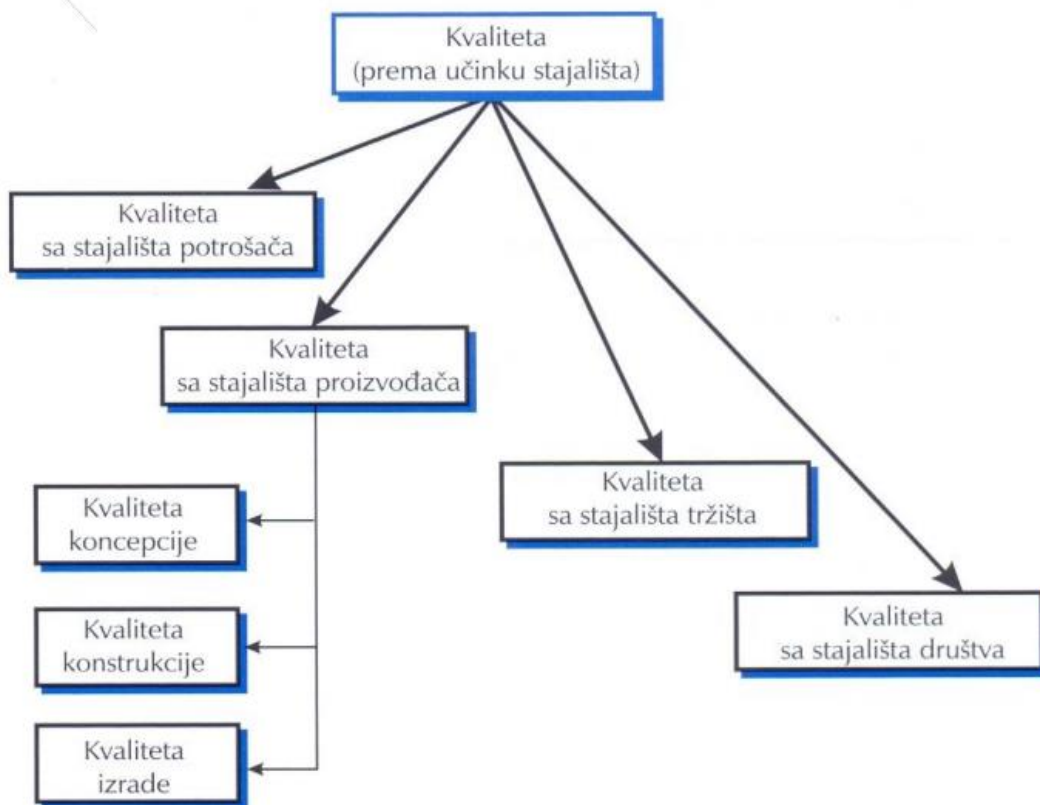 Kvaliteta
(prema učinku stajališta)
Kvaliteta
sa stajališta potrošača
Kvaliteta
sa stajališta proizvođača
Kvaliteta
koncepcije
Kvaliteta
konstrukcije
Kvaliteta
izrade
Kvaliteta
sa stajališta tržišta
Kvaliteta
sa stajališta društva